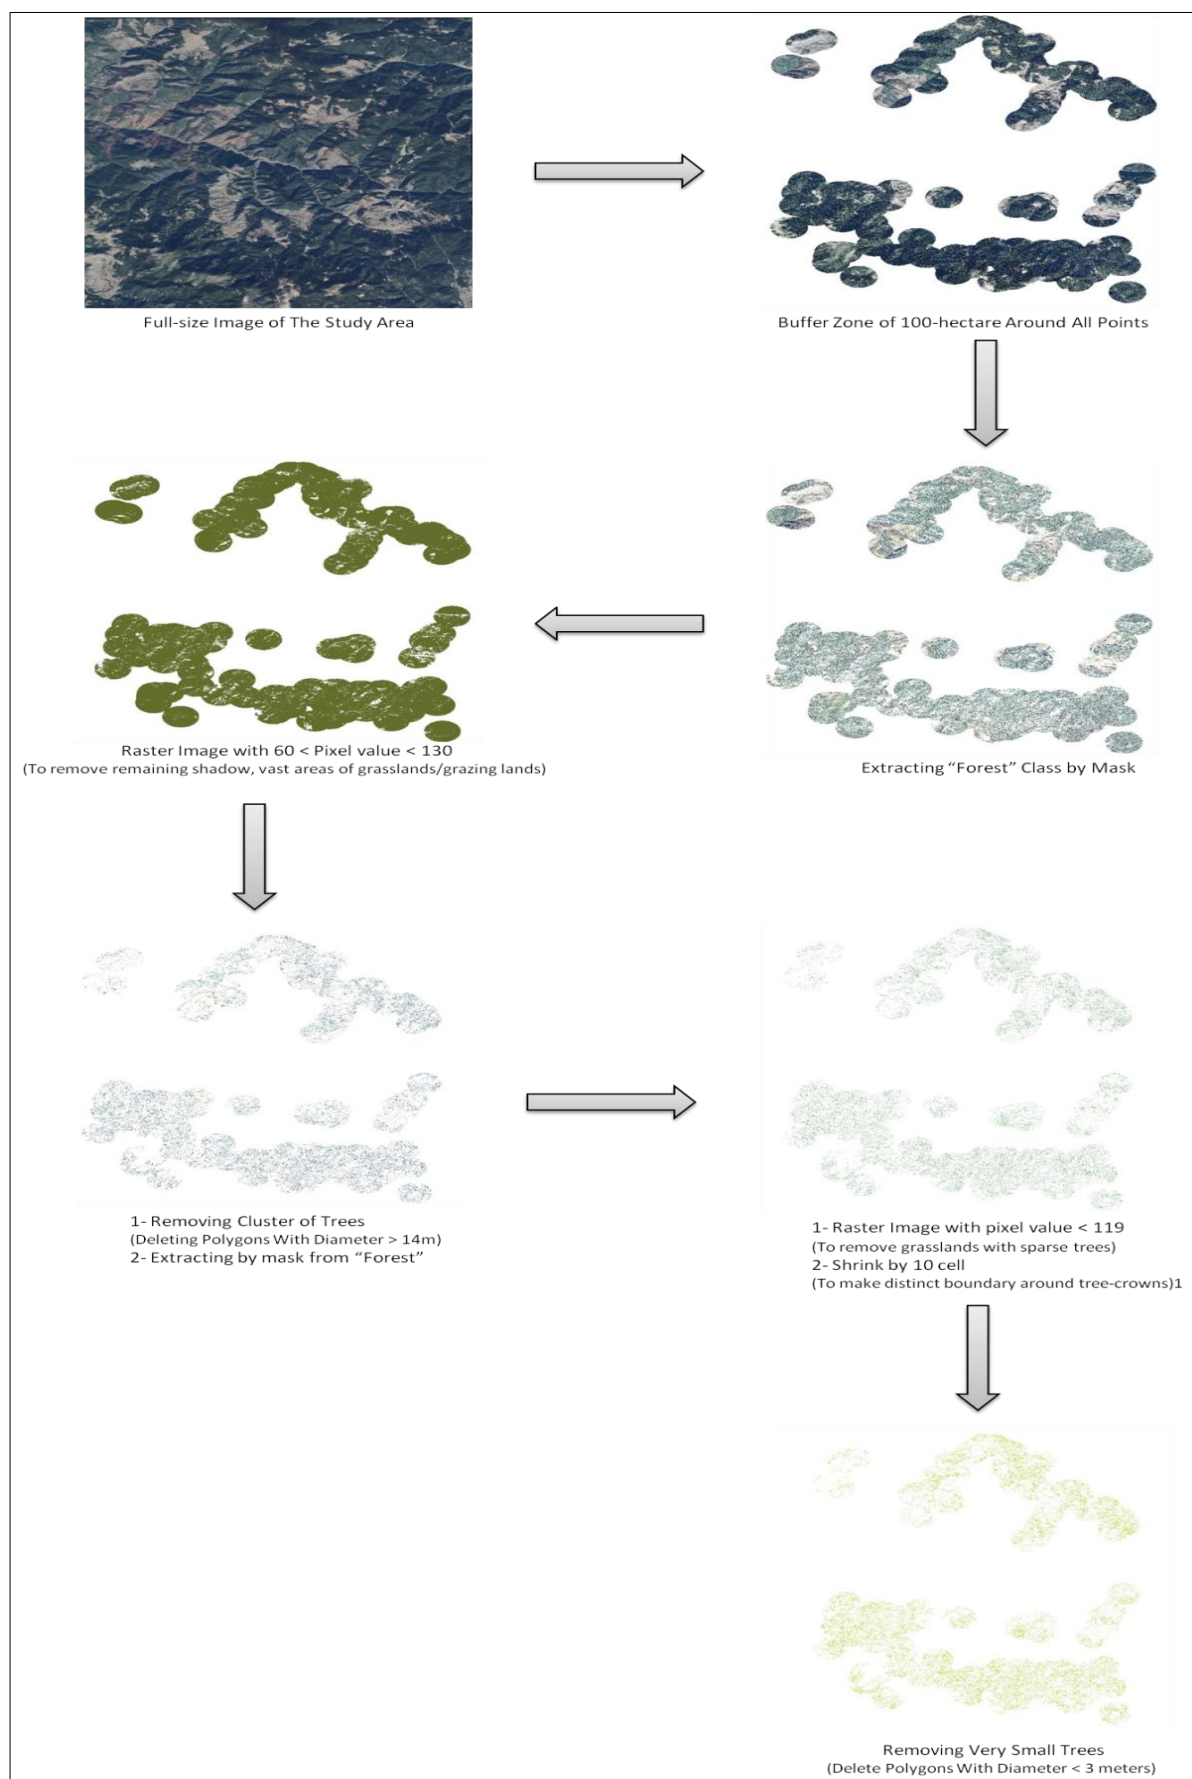 Full-size Image of The Study Area
Buffer Zone of 100-hectare Around All Points
Extracting “Forest” Class by Mask
Raster Image with 60 < Pixel value < 130
(To remove remaining shadow, vast areas of grasslands/grazing lands)
1- Removing Cluster of Trees
(Deleting Polygons With Diameter > 14m)
2- Extracting by mask from “Forest”
1- Raster Image with pixel value < 119
(To remove grasslands with sparse trees)
2- Shrink by 10 cell
(To make distinct boundary around tree-crowns)1
Removing Very Small Trees
(Delete Polygons With Diameter < 3 meters)